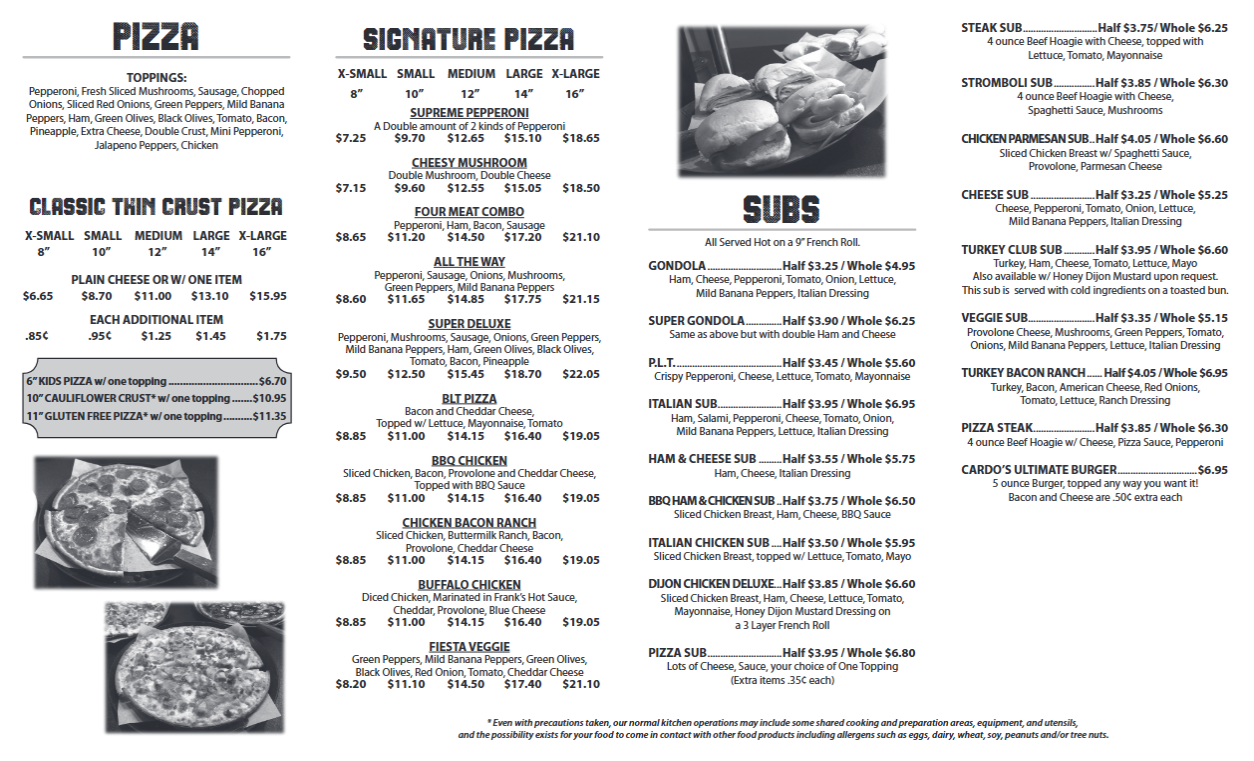 PIZZA
TOPPINGS:
Pepperoni, Fresh Sliced Mushrooms, Sausage, Chopped
Onions, Sliced Red Onions, Green Peppers, Mild Banana
Peppers, Ham, Green Olives, Black Olives, Tomato, Bacon,
Pineapple, Extra Cheese, Double Crust, Mini Pepperoni,
Jalapeno Peppers, Chicken
CLASSIC THIN CRUST PIZZA
X-SMALL SMALL MEDIUM LARGE X-LARGE
8” 10” 12” 14” 16”
PLAIN CHEESE OR W/ ONE ITEM
$6.65 $8.70 $11.00 $13.10 $15.95
EACH ADDITIONAL ITEM
.85¢ .95¢ $1.25 $1.45 $1.75
6” KIDS PIZZA w/ one topping ................................ $6.70
10” CAULIFLOWER CRUST* w/ one topping .......$10.95
11” GLUTEN FREE PIZZA* w/ one topping ..........$11.35
SIGNATURE PIZZA
X-SMALL SMALL MEDIUM LARGE X-LARGE
8” 10” 12” 14” 16”
SUPREME PEPPERONI
A Double amount of 2 kinds of Pepperoni
$7.25 $9.70 $12.65 $15.10 $18.65
CHEESY MUSHROOM
Double Mushroom, Double Cheese
$7.15 $9.60 $12.55 $15.05 $18.50
FOUR MEAT COMBO
Pepperoni, Ham, Bacon, Sausage
$8.65 $11.20 $14.50 $17.20 $21.10
ALL THE WAY
Pepperoni, Sausage, Onions, Mushrooms,
Green Peppers, Mild Banana Peppers
$8.60 $11.65 $14.85 $17.75 $21.15
SUPER DELUXE
Pepperoni, Mushrooms, Sausage, Onions, Green Peppers,
Mild Banana Peppers, Ham, Green Olives, Black Olives,
Tomato, Bacon, Pineapple
$9.50 $12.50 $15.45 $18.70 $22.05
BLT PIZZA
Bacon and Cheddar Cheese,
Topped w/ Lettuce, Mayonnaise, Tomato
$8.85 $11.00 $14.15 $16.40 $19.05
BBQ CHICKEN
Sliced Chicken, Bacon, Provolone and Cheddar Cheese,
Topped with BBQ Sauce
$8.85 $11.00 $14.15 $16.40 $19.05
CHICKEN BACON RANCH
Sliced Chicken, Buttermilk Ranch, Bacon,
Provolone, Cheddar Cheese
$8.85 $11.00 $14.15 $16.40 $19.05
BUFFALO CHICKEN
Diced Chicken, Marinated in Frank's Hot Sauce,
Cheddar, Provolone, Blue Cheese
$8.85 $11.00 $14.15 $16.40 $19.05
FIESTA VEGGIE
Green Peppers, Mild Banana Peppers, Green Olives,
Black Olives, Red Onion, Tomato, Cheddar Cheese
$8.20 $11.10 $14.50 $17.40 $21.10
SUBS
All Served Hot on a 9” French Roll.
GONDOLA .............................Half $3.25 / Whole $4.95
Ham, Cheese, Pepperoni, Tomato, Onion, Lettuce,
Mild Banana Peppers, Italian Dressing
SUPER GONDOLA..............Half $3.90 / Whole $6.25
Same as above but with double Ham and Cheese
P.L.T. .......................................Half $3.45 / Whole $5.60
Crispy Pepperoni, Cheese, Lettuce, Tomato, Mayonnaise
ITALIAN SUB.........................Half $3.95 / Whole $6.95
Ham, Salami, Pepperoni, Cheese, Tomato, Onion,
Mild Banana Peppers, Lettuce, Italian Dressing
HAM & CHEESE SUB .........Half $3.55 / Whole $5.75
Ham, Cheese, Italian Dressing
BBQ HAM & CHICKEN SUB ..Half $3.75 / Whole $6.50
Sliced Chicken Breast, Ham, Cheese, BBQ Sauce
ITALIAN CHICKEN SUB ....Half $3.50 / Whole $5.95
Sliced Chicken Breast, topped w/ Lettuce, Tomato, Mayo
DIJON CHICKEN DELUXE...Half $3.85 / Whole $6.60
Sliced Chicken Breast, Ham, Cheese, Lettuce, Tomato,
Mayonnaise, Honey Dijon Mustard Dressing on
a 3 Layer French Roll
PIZZA SUB.............................Half $3.95 / Whole $6.80
Lots of Cheese, Sauce, your choice of One Topping
(Extra items .35¢ each)
STEAK SUB.............................Half $3.75/ Whole $6.25
4 ounce Beef Hoagie with Cheese, topped with
Lettuce, Tomato, Mayonnaise
STROMBOLI SUB ................Half $3.85 / Whole $6.30
4 ounce Beef Hoagie with Cheese,
Spaghetti Sauce, Mushrooms
CHICKEN PARMESAN SUB..Half $4.05 / Whole $6.60
Sliced Chicken Breast w/ Spaghetti Sauce,
Provolone, Parmesan Cheese
CHEESE SUB .........................Half $3.25 / Whole $5.25
Cheese, Pepperoni, Tomato, Onion, Lettuce,
Mild Banana Peppers, Italian Dressing
TURKEY CLUB SUB ............Half $3.95 / Whole $6.60
Turkey, Ham, Cheese, Tomato, Lettuce, Mayo
Also available w/ Honey Dijon Mustard upon request.
This sub is served with cold ingredients on a toasted bun.
VEGGIE SUB..........................Half $3.35 / Whole $5.15
Provolone Cheese, Mushrooms, Green Peppers, Tomato,
Onions, Mild Banana Peppers, Lettuce, Italian Dressing
TURKEY BACON RANCH ...... Half $4.05 / Whole $6.95
Turkey, Bacon, American Cheese, Red Onions,
Tomato, Lettuce, Ranch Dressing
PIZZA STEAK........................Half $3.85 / Whole $6.30
4 ounce Beef Hoagie w/ Cheese, Pizza Sauce, Pepperoni
CARDO'S ULTIMATE BURGER...............................$6.95
5 ounce Burger, topped any way you want it!
Bacon and Cheese are .50¢ extra each
* Even with precautions taken, our normal kitchen operations may include some shared cooking and preparation areas, equipment, and utensils,
and the possibility exists for your food to come in contact with other food products including allergens such as eggs, dairy, wheat, soy, peanuts and/or tree nuts.